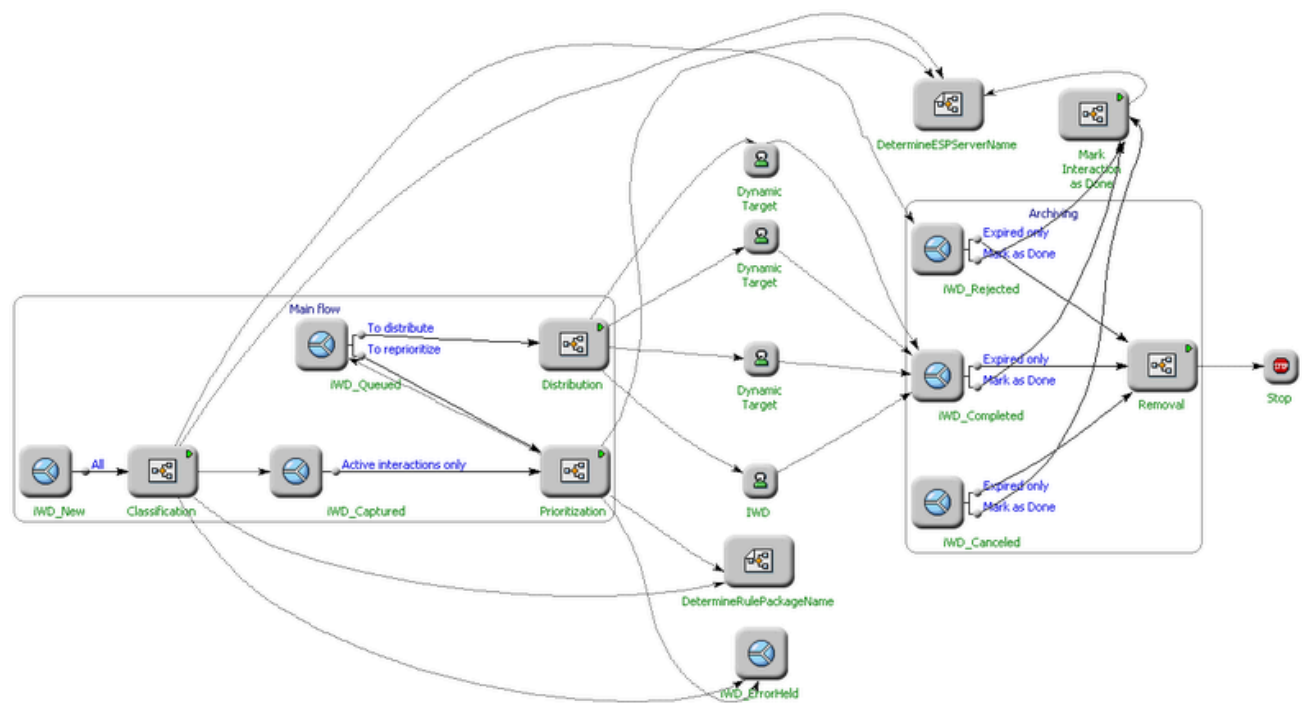 DetermineESPServerName
Mark
Interaction
as Done
Dynamic
Target
Archiving
Expired only
Mark as Done
iWD_Rejected
Dynamic
Target
Main flow
To distribute
To reprioritize
iWD_Queued
Distribution
Dynamic
Target
Expired only
Mark as Done
iWD_Completed
Removal
STOP
Stop
All
iWD_New
Classification
Active interactions only
iWD_Captured
Prioritization
IWD
Expired only
Mark as Done
iWD_Canceled
DetermineRulePackageName
iWD_ErrorHeld